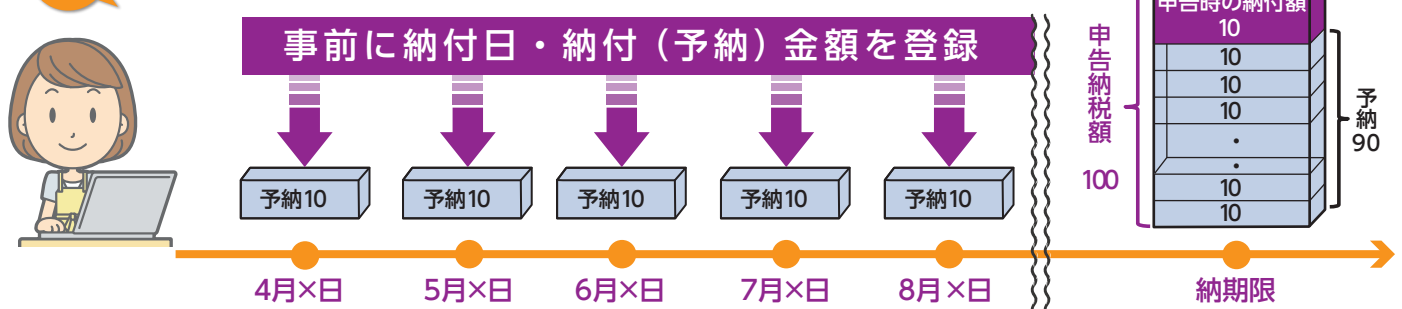 事前に納付日・納付（予納）金額を登録
予納10
予納10
予納10
予納10
予納10
4月×日
5月×日
6月×日
7月×日
8月×日
申告納税額
100
申告時の納付額
10
10
10
10
・
・
10
10
予納
90
納期限